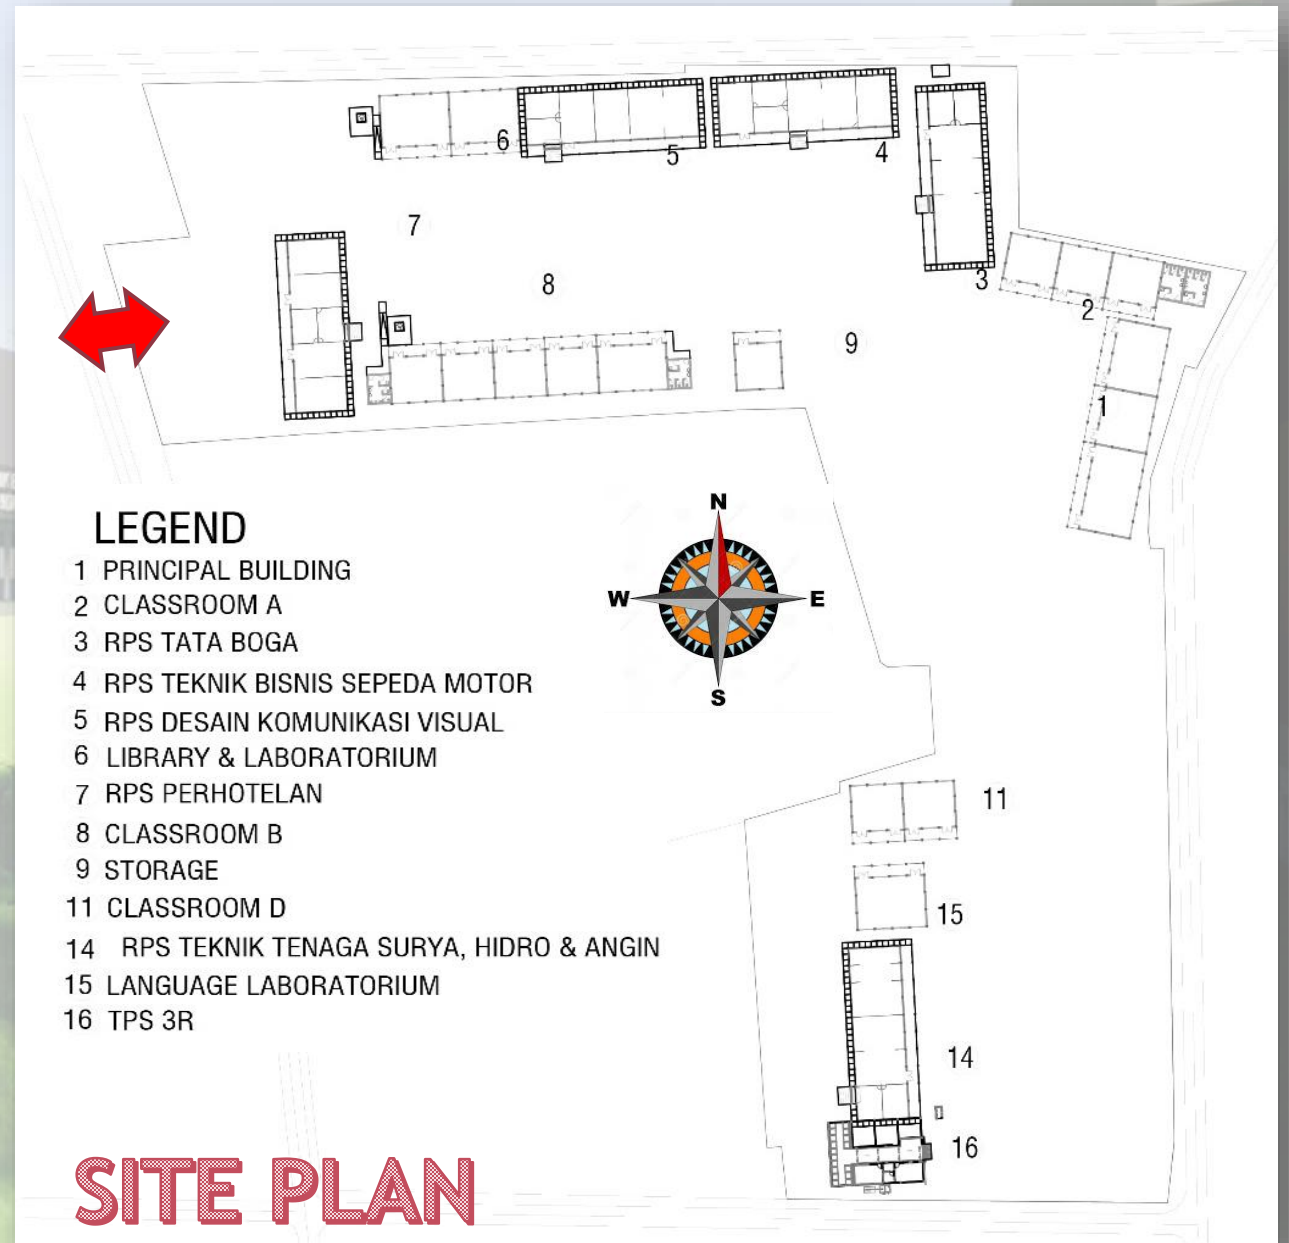 6
5
4
7
3
8
2
9
1
LEGEND
1 PRINCIPAL BUILDING
2 CLASSROOM A
3 RPS TATA BOGA
4 RPS TEKNIK BISNIS SEPEDA MOTOR
5 RPS DESAIN KOMUNIKASI VISUAL
6 LIBRARY & LABORATORIUM
7 RPS PERHOTELAN
8 CLASSROOM B
9 STORAGE
11 CLASSROOM D
14 RPS TEKNIK TENAGA SURYA, HIDRO & ANGIN
15 LANGUAGE LABORATORIUM
16 TPS 3R
N
W E
S
11
15
14
16
SITE PLAN